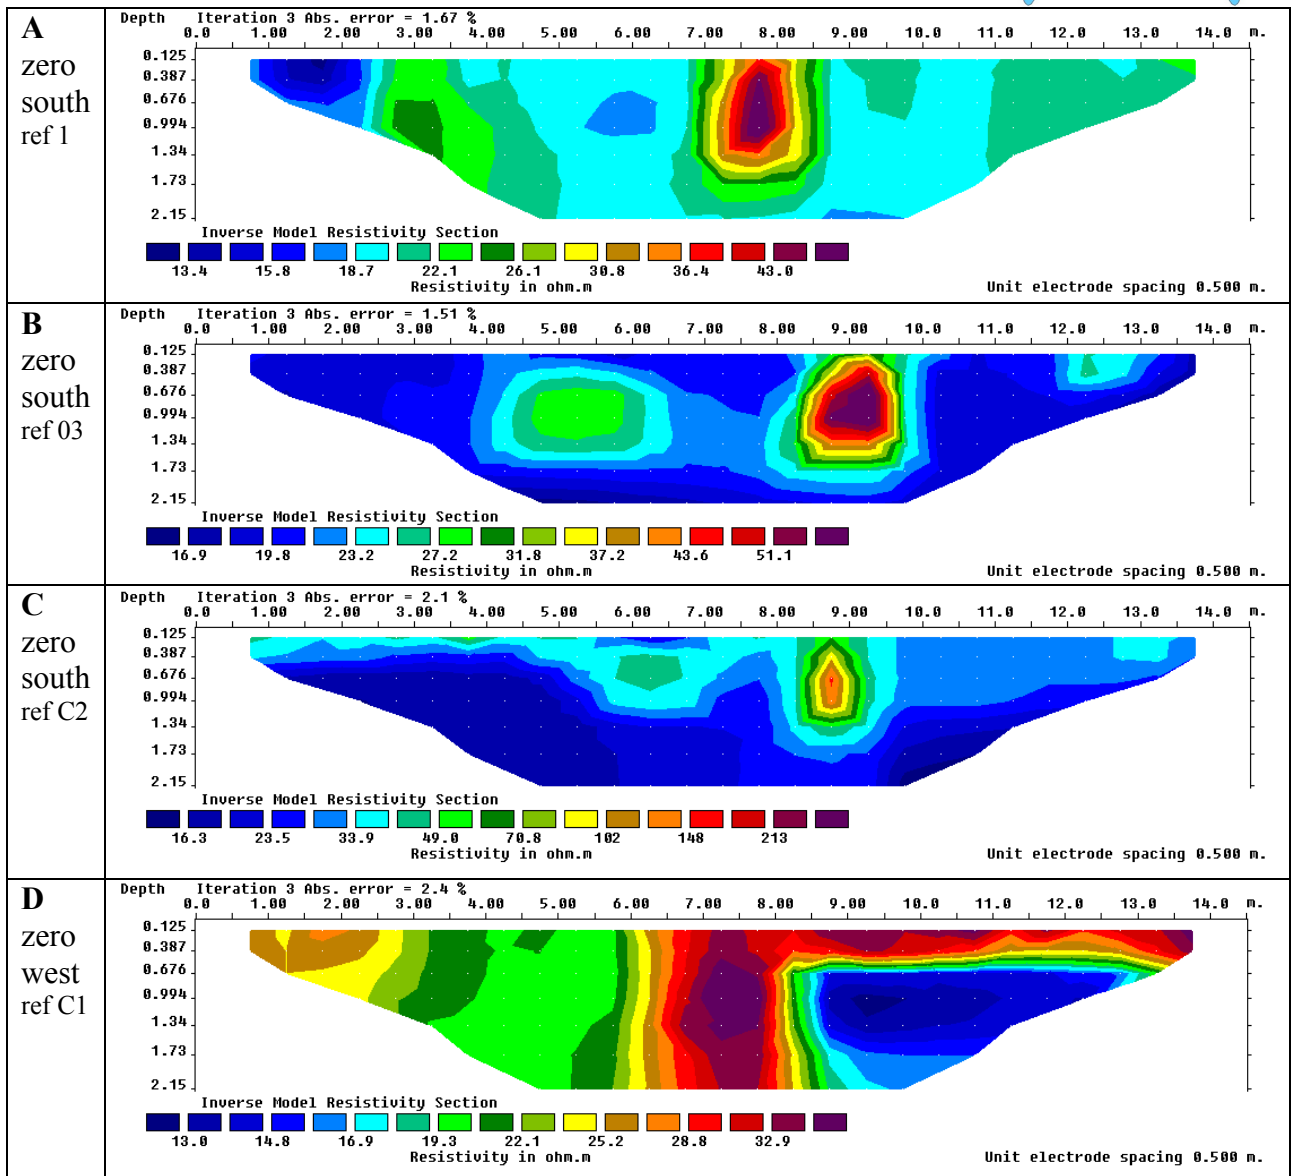 A
zero
south
ref 1
Depth Iteration 3 Abs. error = 1.67 %
0.0 1.00 2.00 3.00 4.00 5.00 6.00 7.00 8.00 9.00 10.0 11.0 12.0 13.0 14.0 m.
0.125
0.387
0.676
0.994
1.34
1.73
2.15
Inverse Model Resistivity Section
13.4 15.8 18.7 22.1 26.1 30.8 36.4 43.0
Resistivity in ohm.m Unit electrode spacing 0.500 m.
B
zero
south
ref 03
Depth Iteration 3 Abs. error = 1.51 %
0.0 1.00 2.00 3.00 4.00 5.00 6.00 7.00 8.00 9.00 10.0 11.0 12.0 13.0 14.0 m.
0.125
0.387
0.676
0.994
1.34
1.73
2.15
Inverse Model Resistivity Section
16.9 19.8 23.2 27.2 31.8 37.2 43.6 51.1
Resistivity in ohm.m Unit electrode spacing 0.500 m.
C
zero
south
ref C2
Depth Iteration 3 Abs. error = 2.1 %
0.0 1.00 2.00 3.00 4.00 5.00 6.00 7.00 8.00 9.00 10.0 11.0 12.0 13.0 14.0 m.
0.125
0.387
0.676
0.994
1.34
1.73
2.15
Inverse Model Resistivity Section
16.3 23.5 33.9 49.0 70.8 102 148 213
Resistivity in ohm.m Unit electrode spacing 0.500 m.
D
zero
west
ref C1
Depth Iteration 3 Abs. error = 2.4 %
0.0 1.00 2.00 3.00 4.00 5.00 6.00 7.00 8.00 9.00 10.0 11.0 12.0 13.0 14.0 m.
0.125
0.387
0.676
0.994
1.34
1.73
2.15
Inverse Model Resistivity Section
13.0 14.8 16.9 19.3 22.1 25.2 28.8 32.9
Resistivity in ohm.m Unit electrode spacing 0.500 m.